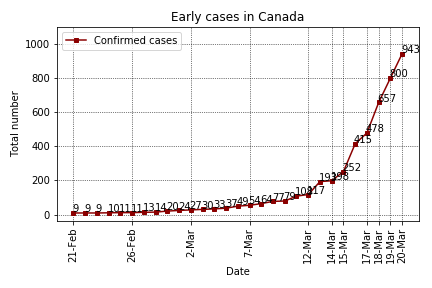 Early cases in Canada
Confirmed cases
Total number
1000
800
600
400
200
0
9 9 9 10 11 11 13 14 20 24 27 30 33 37 49 54 64 77 79 108 117 193 198 252 415 478 657 800 943
21-Feb
26-Feb
2-Mar
7-Mar
12-Mar
14-Mar
15-Mar
17-Mar
18-Mar
19-Mar
20-Mar
Date